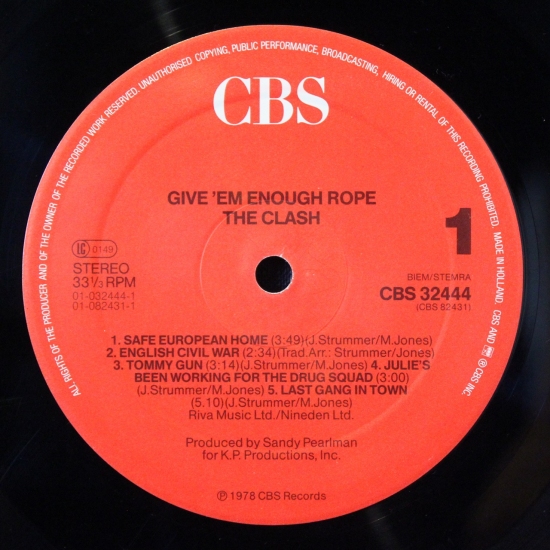 ALL RIGHTS OF THE PRODUCER AND OF THE OWNER OF THE RECORDED WORK RESERVED. UNAUTHORISED COPYING, PUBLIC PERFORMANCE, BROADCASTING, HIRING OR RENTAL OF THIS RECORDING PROHIBITED. MADE IN HOLLAND. CBS AND ® CBS INC.
CBS
GIVE 'EM ENOUGH ROPE
THE CLASH
1
LC 0149
STEREO
33⅓ RPM
01-032444-1
01-082431-1
BIEM/STEMRA
CBS 32444
(CBS 82431)
1. SAFE EUROPEAN HOME (3:49)(J.Strummer/M.Jones)
2. ENGLISH CIVIL WAR (2:34)(Trad.Arr.: Strummer/Jones)
3. TOMMY GUN (3:14)(J.Strummer/M.Jones) 4. JULIE'S
BEEN WORKING FOR THE DRUG SQUAD (3:00)
(J.Strummer/M.Jones) 5. LAST GANG IN TOWN
(5.10)(J.Strummer/M.Jones)
Riva Music Ltd./Nineden Ltd.
Produced by Sandy Pearlman
for K.P. Productions, Inc.
℗ 1978 CBS Records